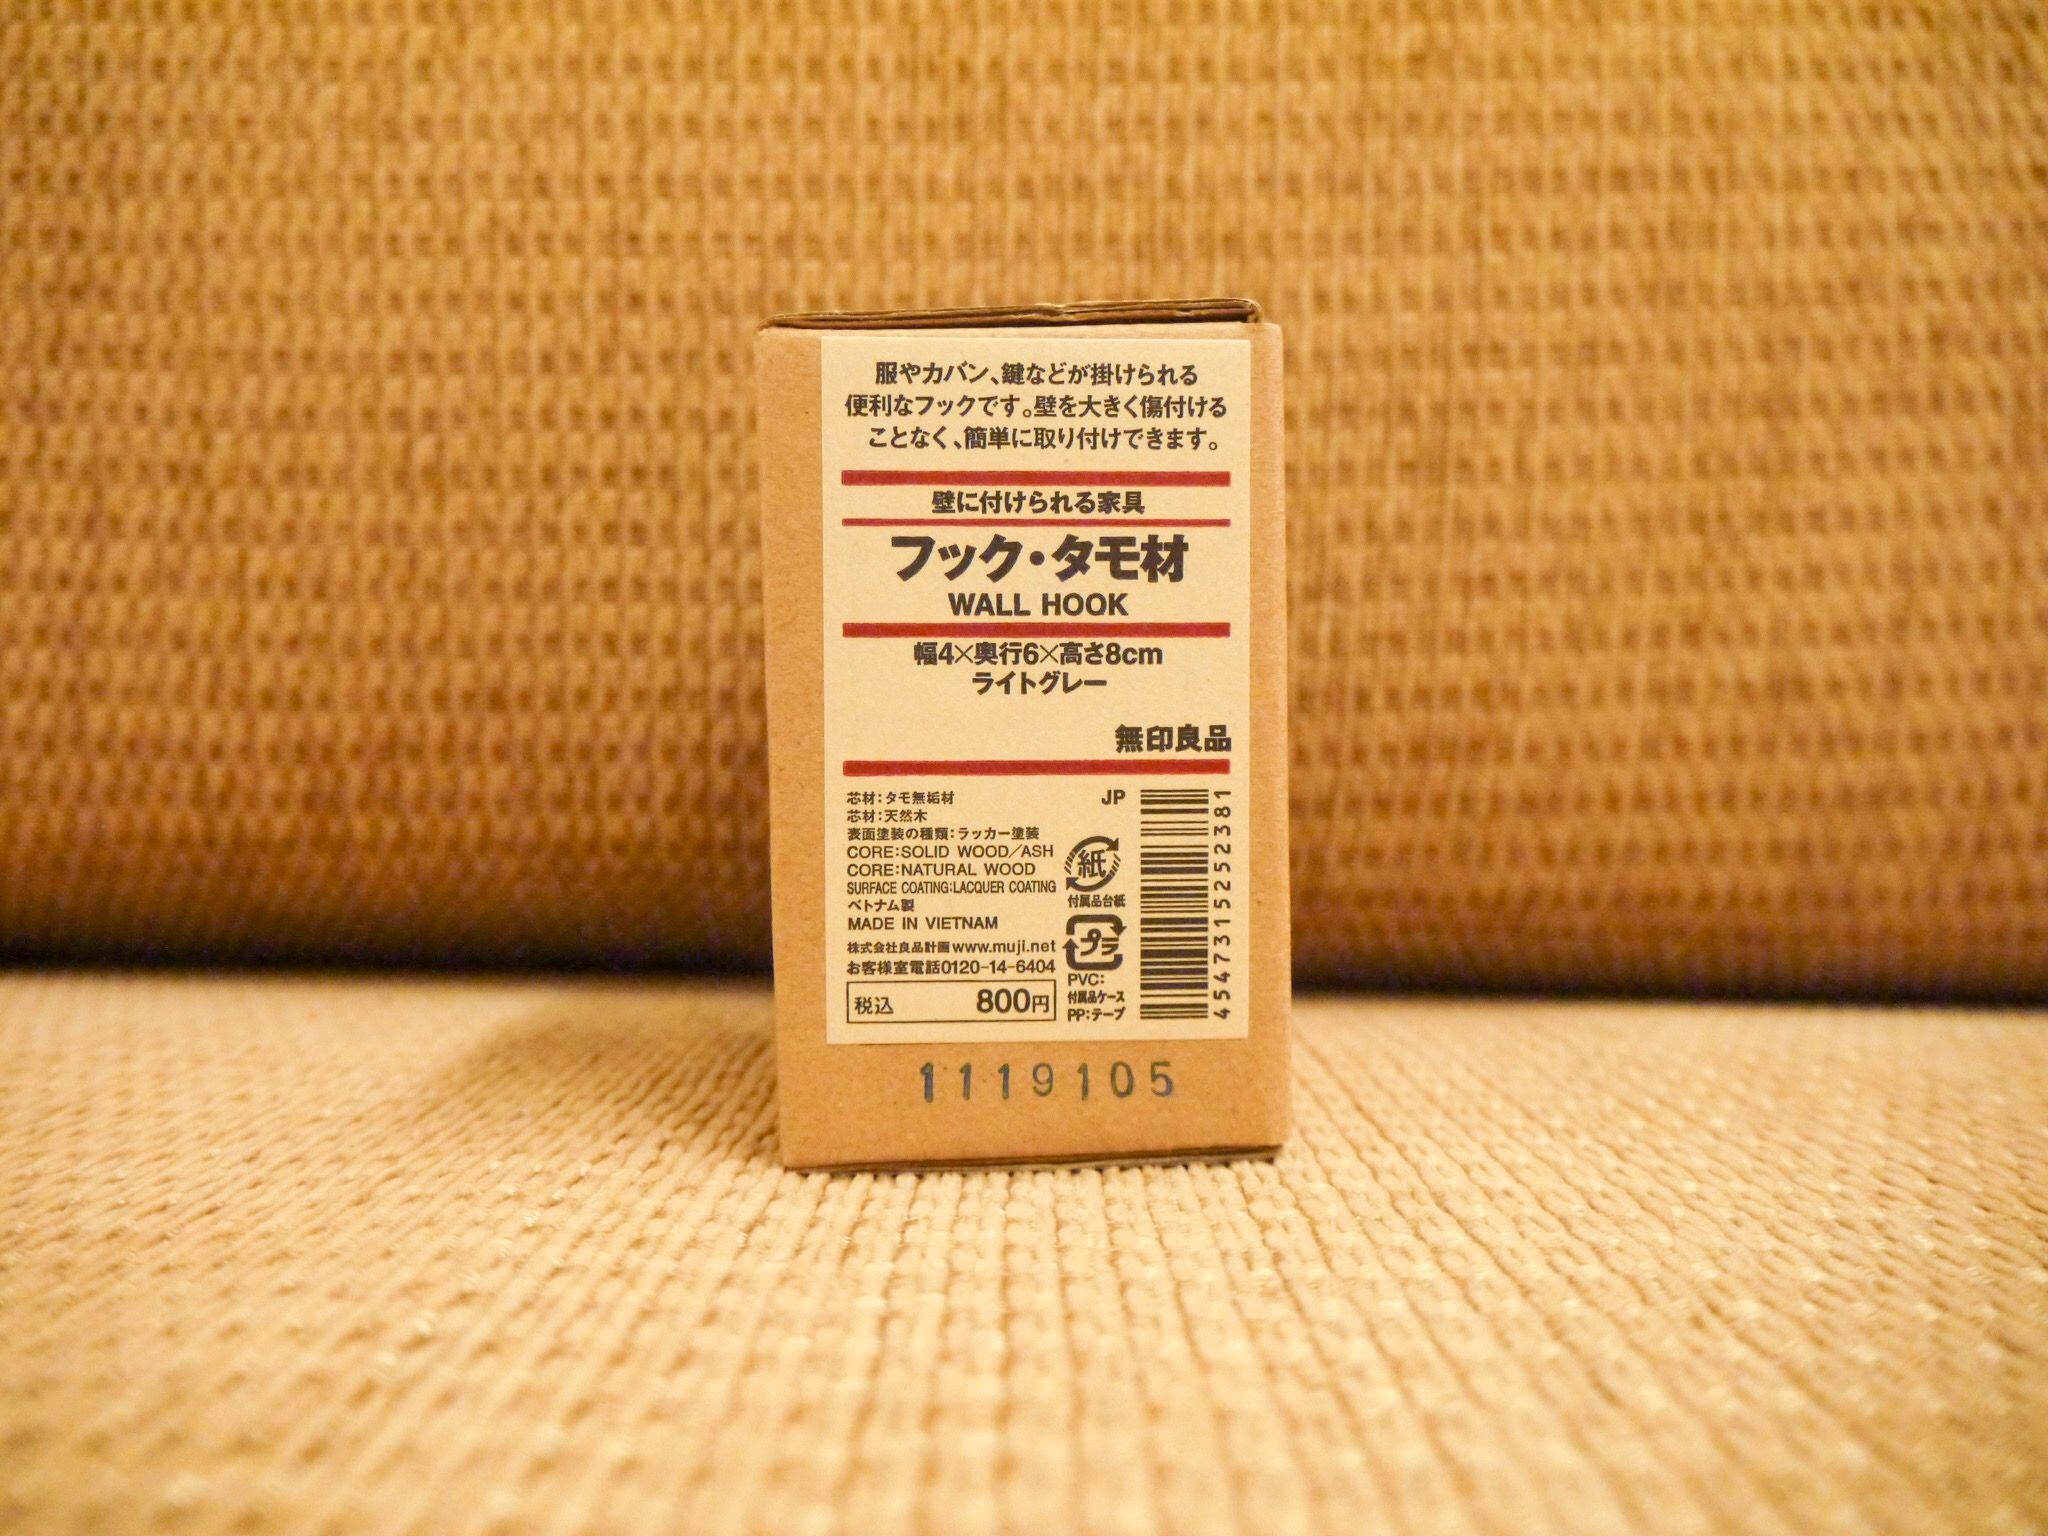 服やカバン、鍵などが掛けられる
便利なフックです。壁を大きく傷付ける
ことなく、簡単に取り付けできます。
壁に付けられる家具
フック・タモ材
WALL HOOK
幅4×奥行6×高さ8cm
ライトグレー
無印良品
芯材:タモ無垢材
芯材:天然木
表面塗装の種類:ラッカー塗装
CORE:SOLID WOOD/ASH
CORE:NATURAL WOOD
SURFACE COATING:LACQUER COATING
ベトナム製
MADE IN VIETNAM
株式会社良品計画 www.muji.net
お客様室電話0120-14-6404
税込 800円
JP
紙
付属品台紙
プラ
PVC:
付属品ケース
PP:テープ
4547315252381
1119105